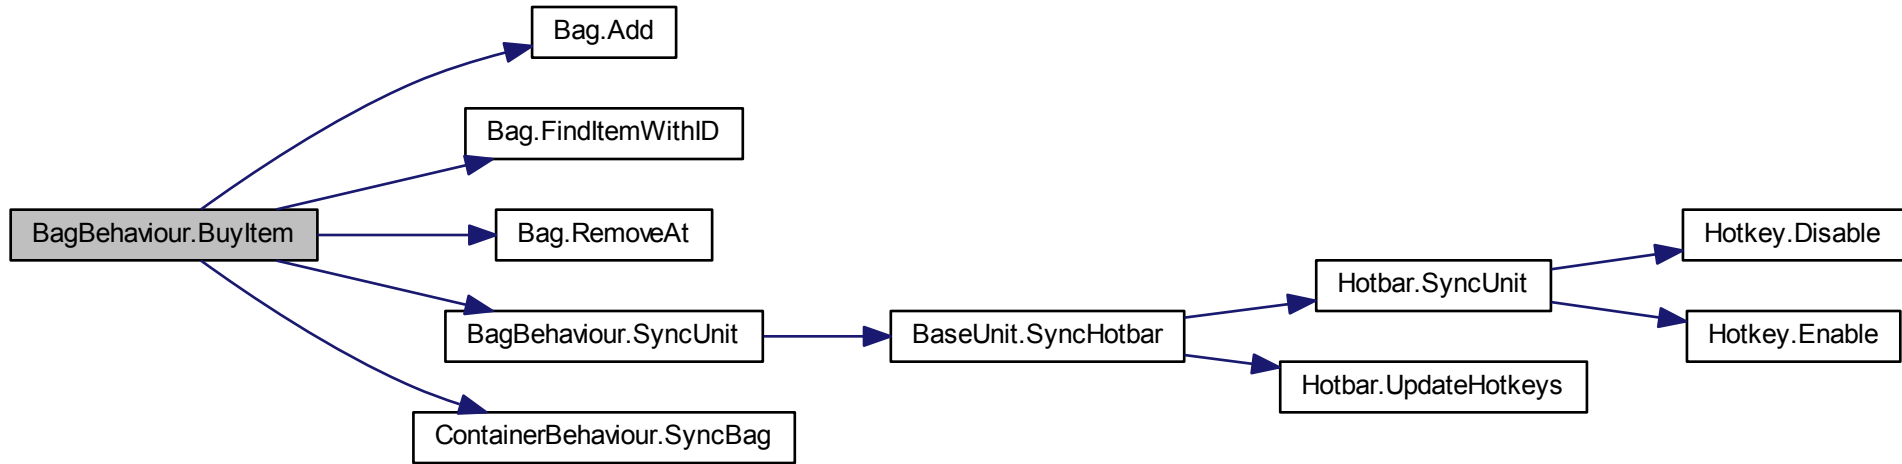 Bag.Add
Bag.FindItemWithID
BagBehaviour.BuyItem
Bag.RemoveAt
Hotkey.Disable
Hotbar.SyncUnit
BagBehaviour.SyncUnit
BaseUnit.SyncHotbar
Hotkey.Enable
Hotbar.UpdateHotkeys
ContainerBehaviour.SyncBag